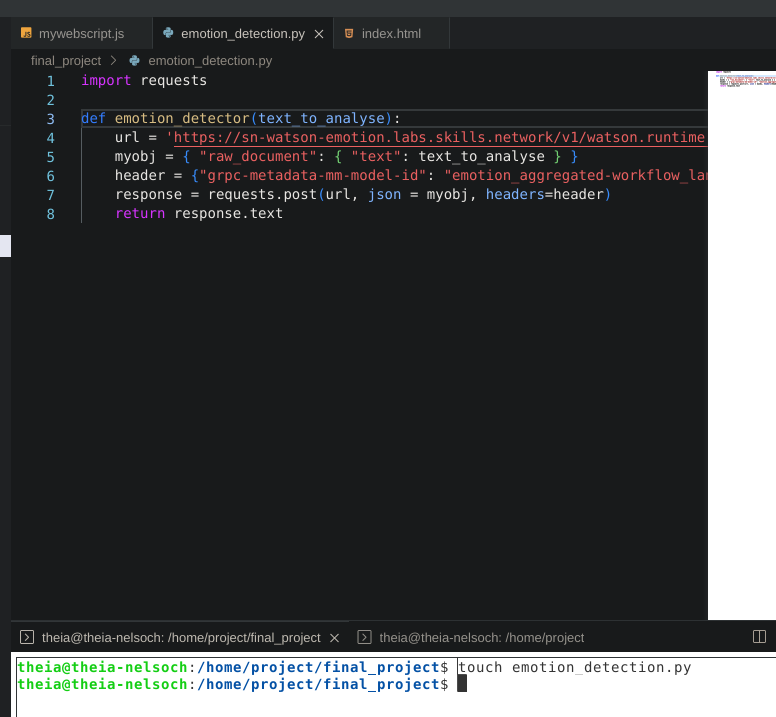 mywebscript.js emotion_detection.py index.html
final_project emotion_detection.py
1 import requests
2
3 def emotion_detector(text_to_analyse):
4 url = 'https://sn-watson-emotion.labs.skills.network/v1/watson.runtime
5 myobj = { "raw_document": { "text": text_to_analyse } }
6 header = {"grpc-metadata-mm-model-id": "emotion_aggregated-workflow_lan
7 response = requests.post(url, json = myobj, headers=header)
8 return response.text
theia@theia-nelsoch: /home/project/final_project theia@theia-nelsoch: /home/project
theia@theia-nelsoch:/home/project/final_project$ touch emotion_detection.py
theia@theia-nelsoch:/home/project/final_project$